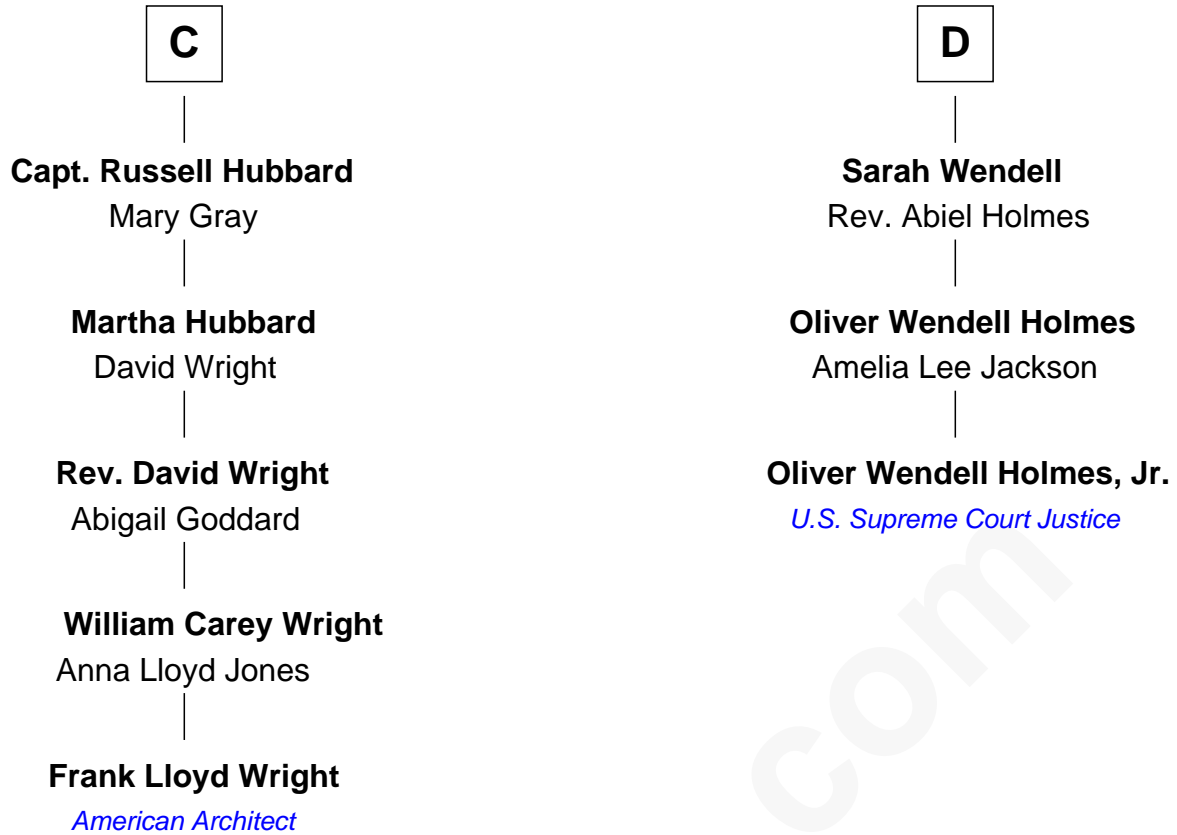 C
Capt. Russell Hubbard
Mary Gray
Martha Hubbard
David Wright
Rev. David Wright
Abigail Goddard
William Carey Wright
Anna Lloyd Jones
Frank Lloyd Wright
American Architect
D
Sarah Wendell
Rev. Abiel Holmes
Oliver Wendell Holmes
Amelia Lee Jackson
Oliver Wendell Holmes, Jr.
U.S. Supreme Court Justice
com